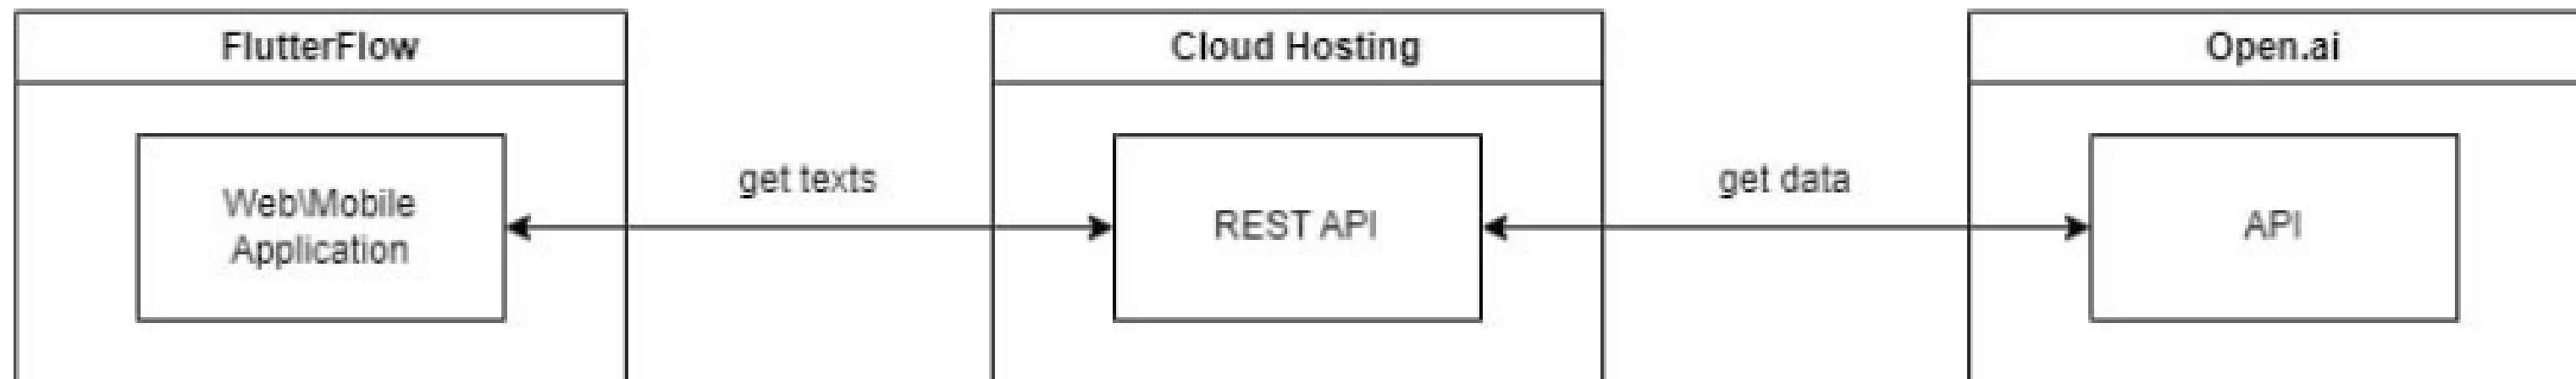 FlutterFlow
Cloud Hosting
Open.ai
Web\Mobile
Application
get texts
REST API
get data
API